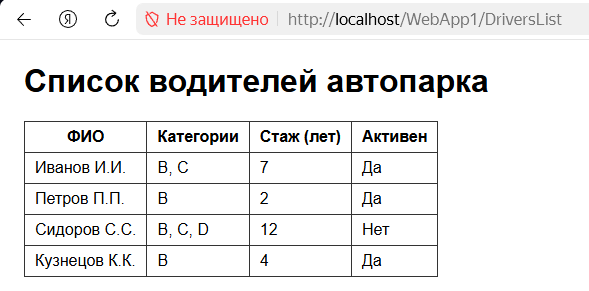 Я Не защищено http://localhost/WebApp1/DriversList
Список водителей автопарка
ФИО Категории Стаж (лет) Активен
Иванов И.И. B, C 7 Да
Петров П.П. B 2 Да
Сидоров С.С. B, C, D 12 Нет
Кузнецов К.К. B 4 Да